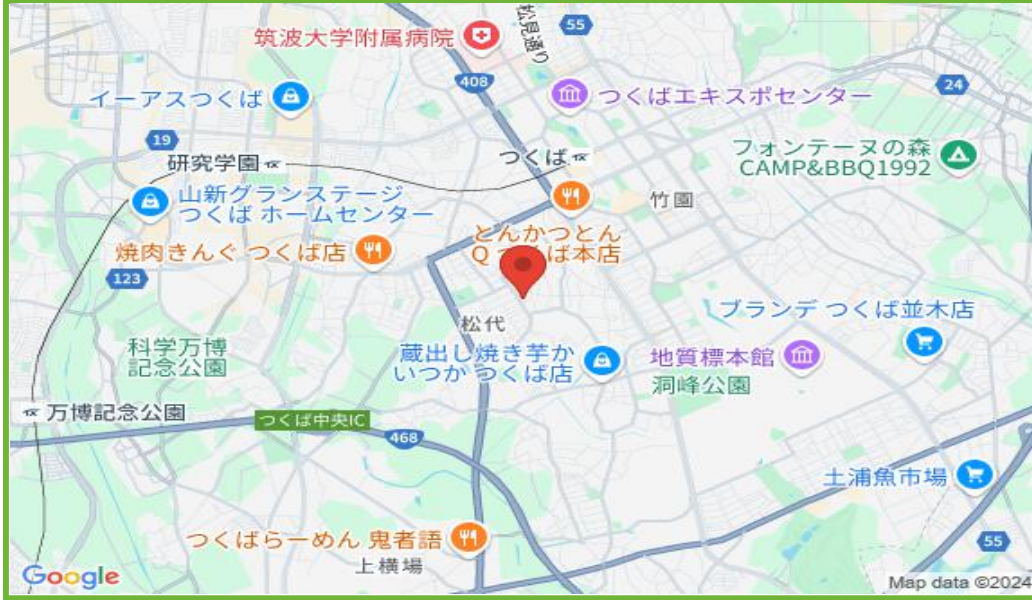 筑波大学附属病院
松見通り
55
408
イーアスつくば
つくばエキスポセンター
24
19
研究学園
つくば
フォンテーヌの森
CAMP&BBQ1992
山新グランステージ
つくば ホームセンター
竹園
焼肉きんぐ つくば店
とんかつとん
Q つくば本店
123
松代
ブランデ つくば並木店
科学万博
記念公園
蔵出し焼き芋か
いつか つくば店
地質標本館
洞峰公園
万博記念公園
つくば中央IC
468
土浦魚市場
つくばらーめん 鬼者語
上横場
55
Google
Map data ©2024